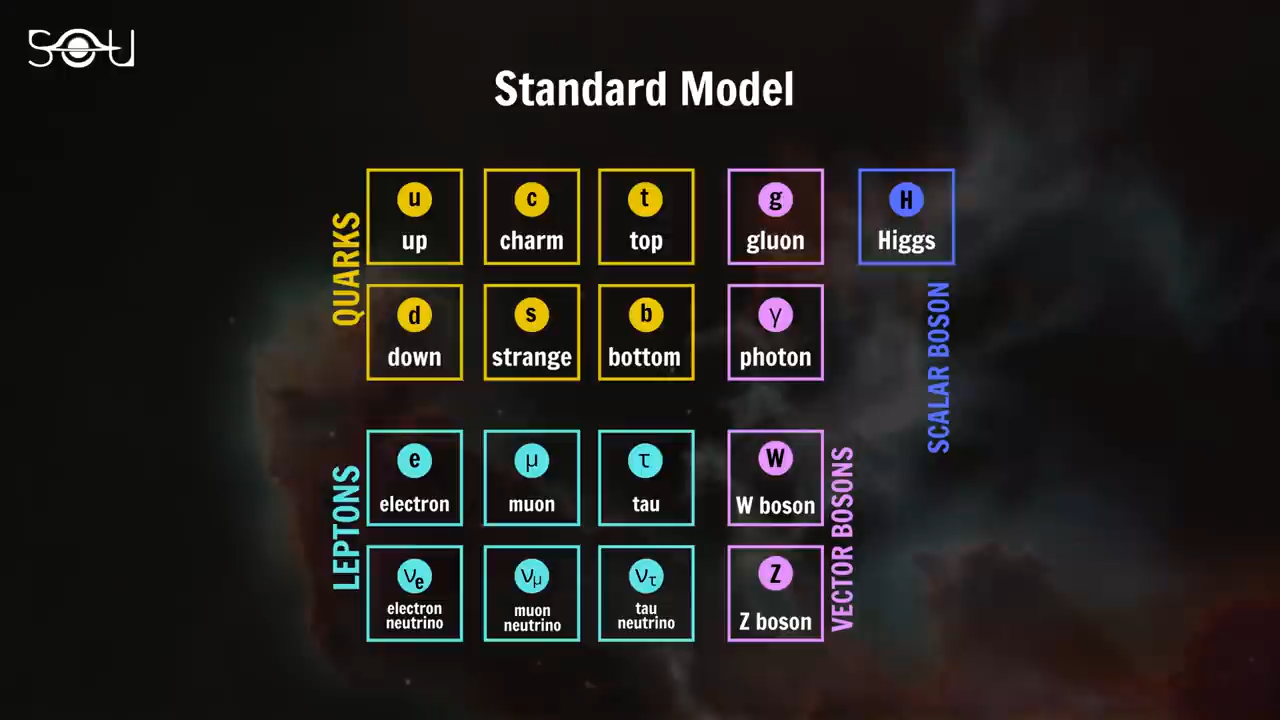 SOU
Standard Model
QUARKS
u
up
c
charm
t
top
g
gluon
H
Higgs
d
down
s
strange
b
bottom
γ
photon
SCALAR BOSON
LEPTONS
e
electron
μ
muon
τ
tau
W
W boson
VECTOR BOSONS
νe
electron
neutrino
νμ
muon
neutrino
ντ
tau
neutrino
Z
Z boson